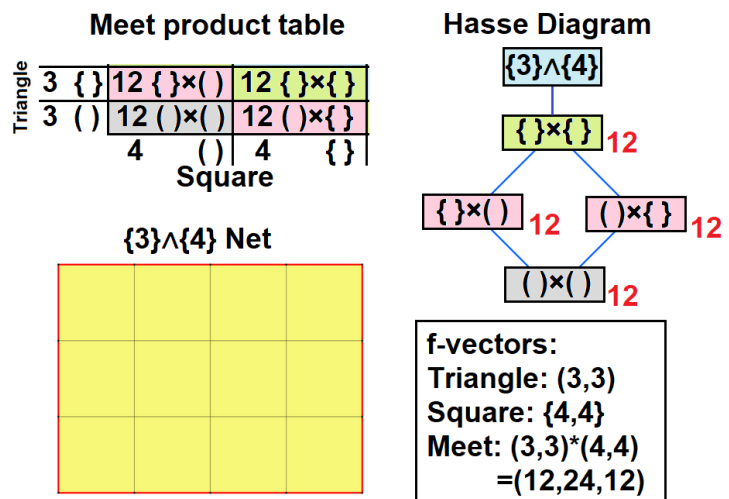 Meet product table
Triangle
3 { } 12 { }×( ) 12 { }×{ }
3 ( ) 12 ( )×( ) 12 ( )×{ }
4 ( ) 4 { }
Square
{3}∧{4} Net
Hasse Diagram
{3}∧{4}
{ }×{ } 12
{ }×( ) 12 ( )×{ } 12
( )×( ) 12
f-vectors:
Triangle: (3,3)
Square: {4,4}
Meet: (3,3)*(4,4)
=(12,24,12)